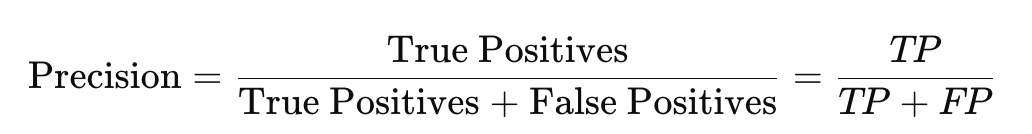 Precision = True Positives / True Positives + False Positives = TP / TP + FP